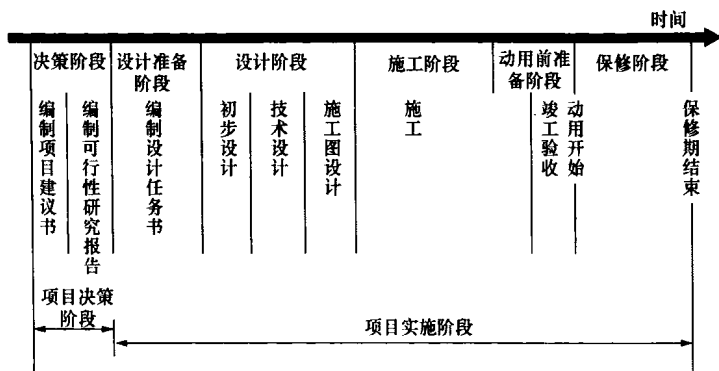 时间
决策阶段
设计准备
阶段
设计阶段
施工阶段
动用前准
备阶段
保修阶段
编制项目建议书
编制可行性研究报告
编制设计任务书
初步设计
技术设计
施工图设计
施工
竣工验收
动用开始
保修期结束
项目决策
阶段
项目实施阶段